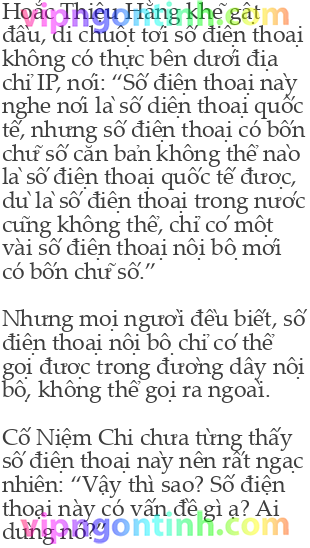 Hoắc Thiệu Hằng khẽ gật
đầu, di chuột tới số điện thoại
không có thực bên dưới địa
chỉ IP, nói: “Số điện thoại này
nghe nói là số diện thoại quốc
tế, nhưng số điện thoại có bốn
chữ số căn bản không thể nào
là số điện thoại quốc tế được,
dù là số điện thoại trong nước
cũng không thể, chỉ có một
vài số điện thoại nội bộ mới
có bốn chữ số.”
Nhưng mọi người đều biết, số
điện thoại nội bộ chỉ có thể
gọi được trong đường dây nội
bộ, không thể gọi ra ngoài.
Cố Niệm Chi chưa từng thấy
số điện thoại này nên rất ngạc
nhiên: “Vậy thì sao? Số điện
thoại này có vấn đề gì ạ? Ai
dùng nó?”
vipngontinh.com
vipngontinh.com